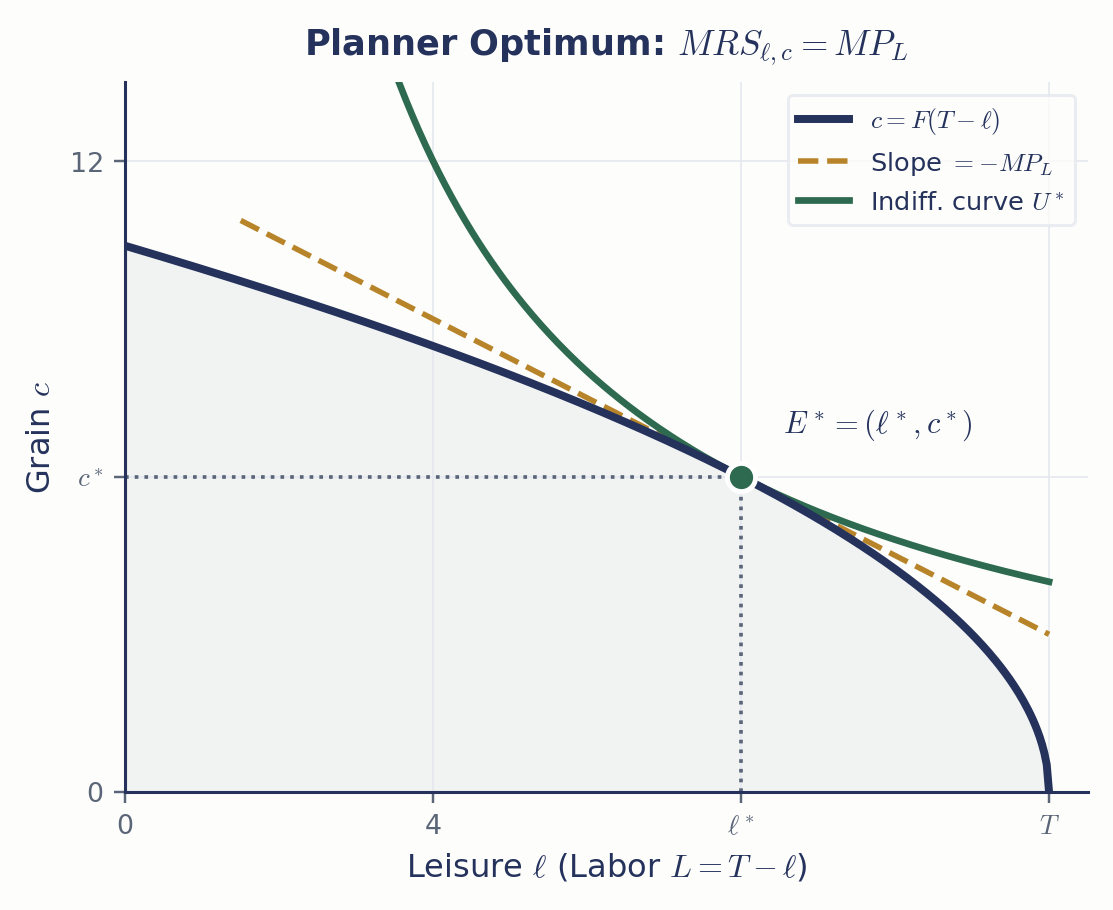 Planner Optimum: MRS_{ℓ,c} = MP_L
c = F(T − ℓ)
Slope = −MP_L
Indiff. curve U*
12
E* = (ℓ*, c*)
Grain c
c*
0
0
4
ℓ*
T
Leisure ℓ (Labor L = T − ℓ)